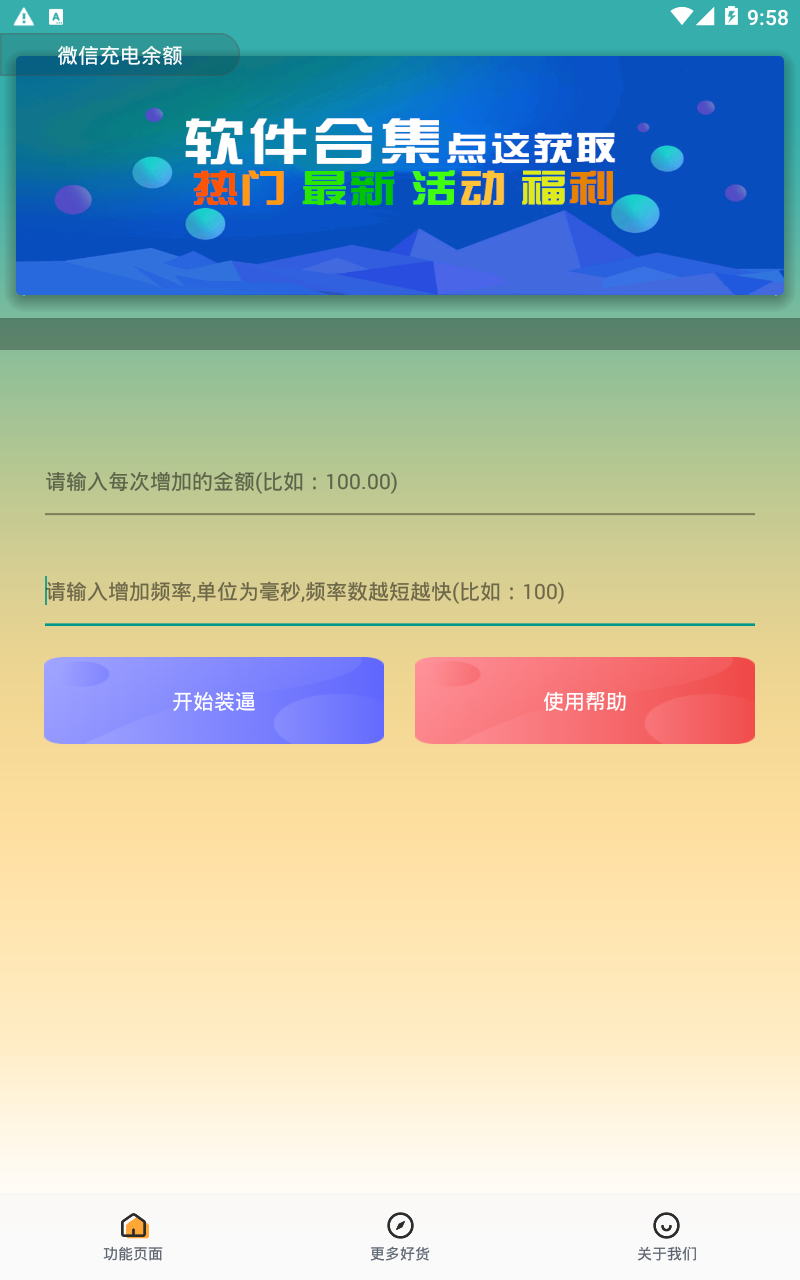 9:58
微信充电余额
软件合集点这获取
热门 最新 活动 福利
请输入每次增加的金额(比如：100.00)
请输入增加频率,单位为毫秒,频率数越短越快(比如：100)
开始装逼 使用帮助
功能页面 更多好货 关于我们